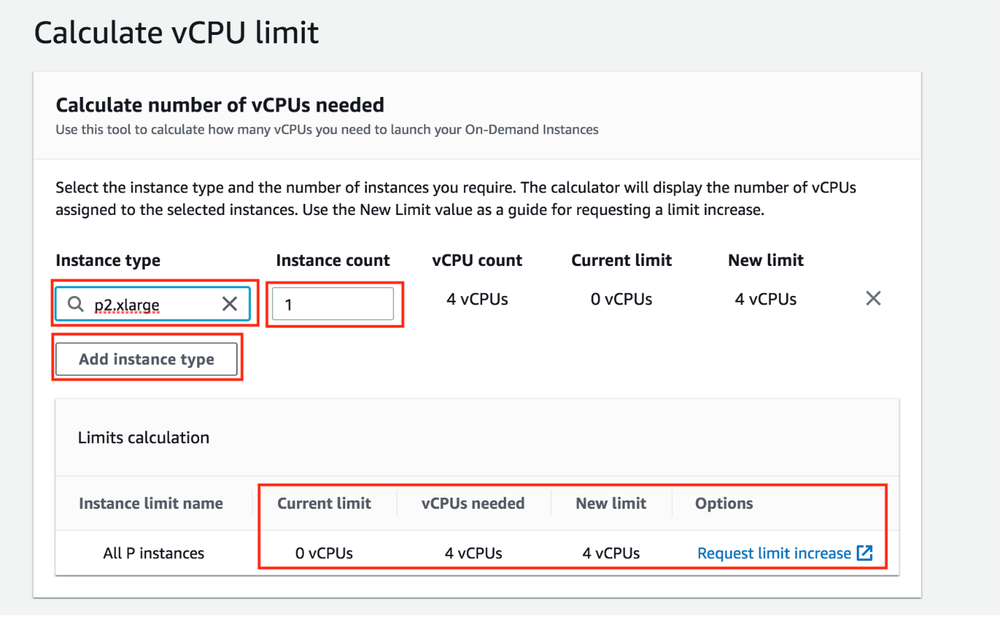 Calculate vCPU limit
Calculate number of vCPUs needed
Use this tool to calculate how many vCPUs you need to launch your On-Demand Instances
Select the instance type and the number of instances you require. The calculator will display the number of vCPUs
assigned to the selected instances. Use the New Limit value as a guide for requesting a limit increase.
Instance type Instance count vCPU count Current limit New limit
p2.xlarge 1 4 vCPUs 0 vCPUs 4 vCPUs
Add instance type
Limits calculation
Instance limit name Current limit vCPUs needed New limit Options
All P instances 0 vCPUs 4 vCPUs 4 vCPUs Request limit increase